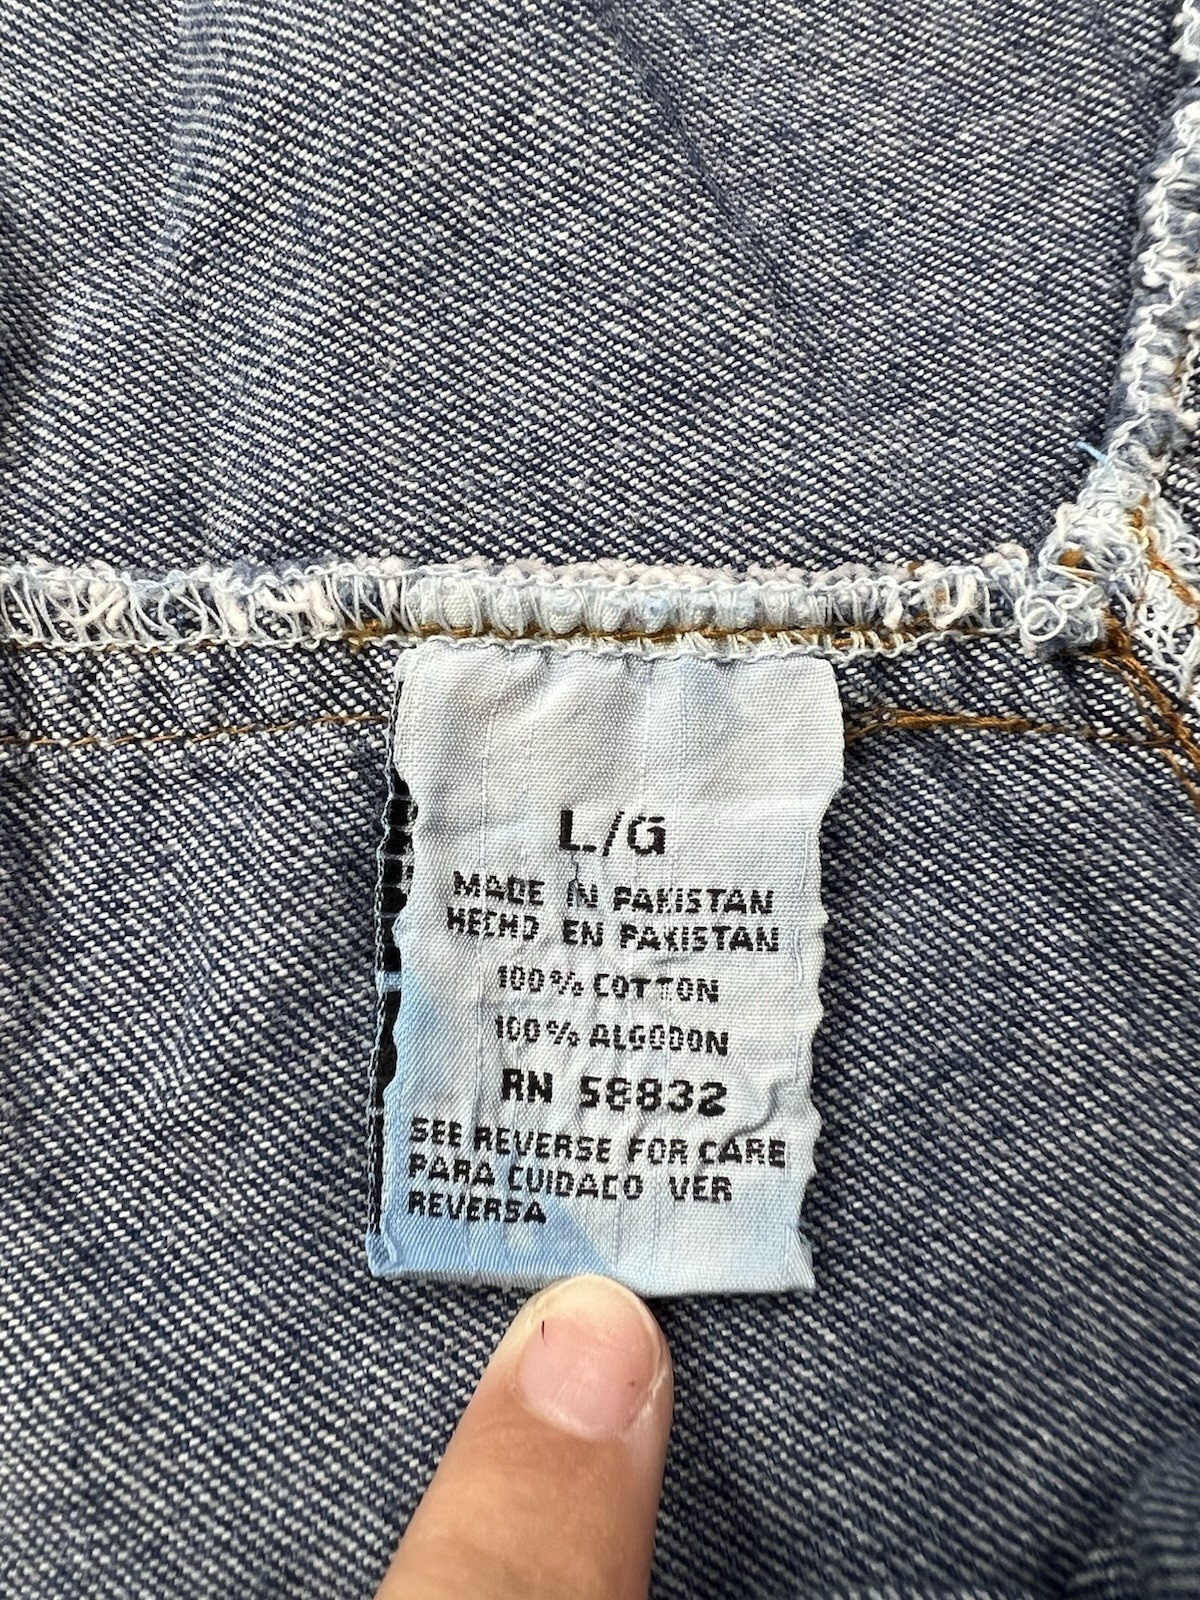 L/G
MADE IN PAKISTAN
HECHO EN PAKISTAN
100% COTTON
100% ALGODON
RN 58832
SEE REVERSE FOR CARE
PARA CUIDADO VER
REVERSA